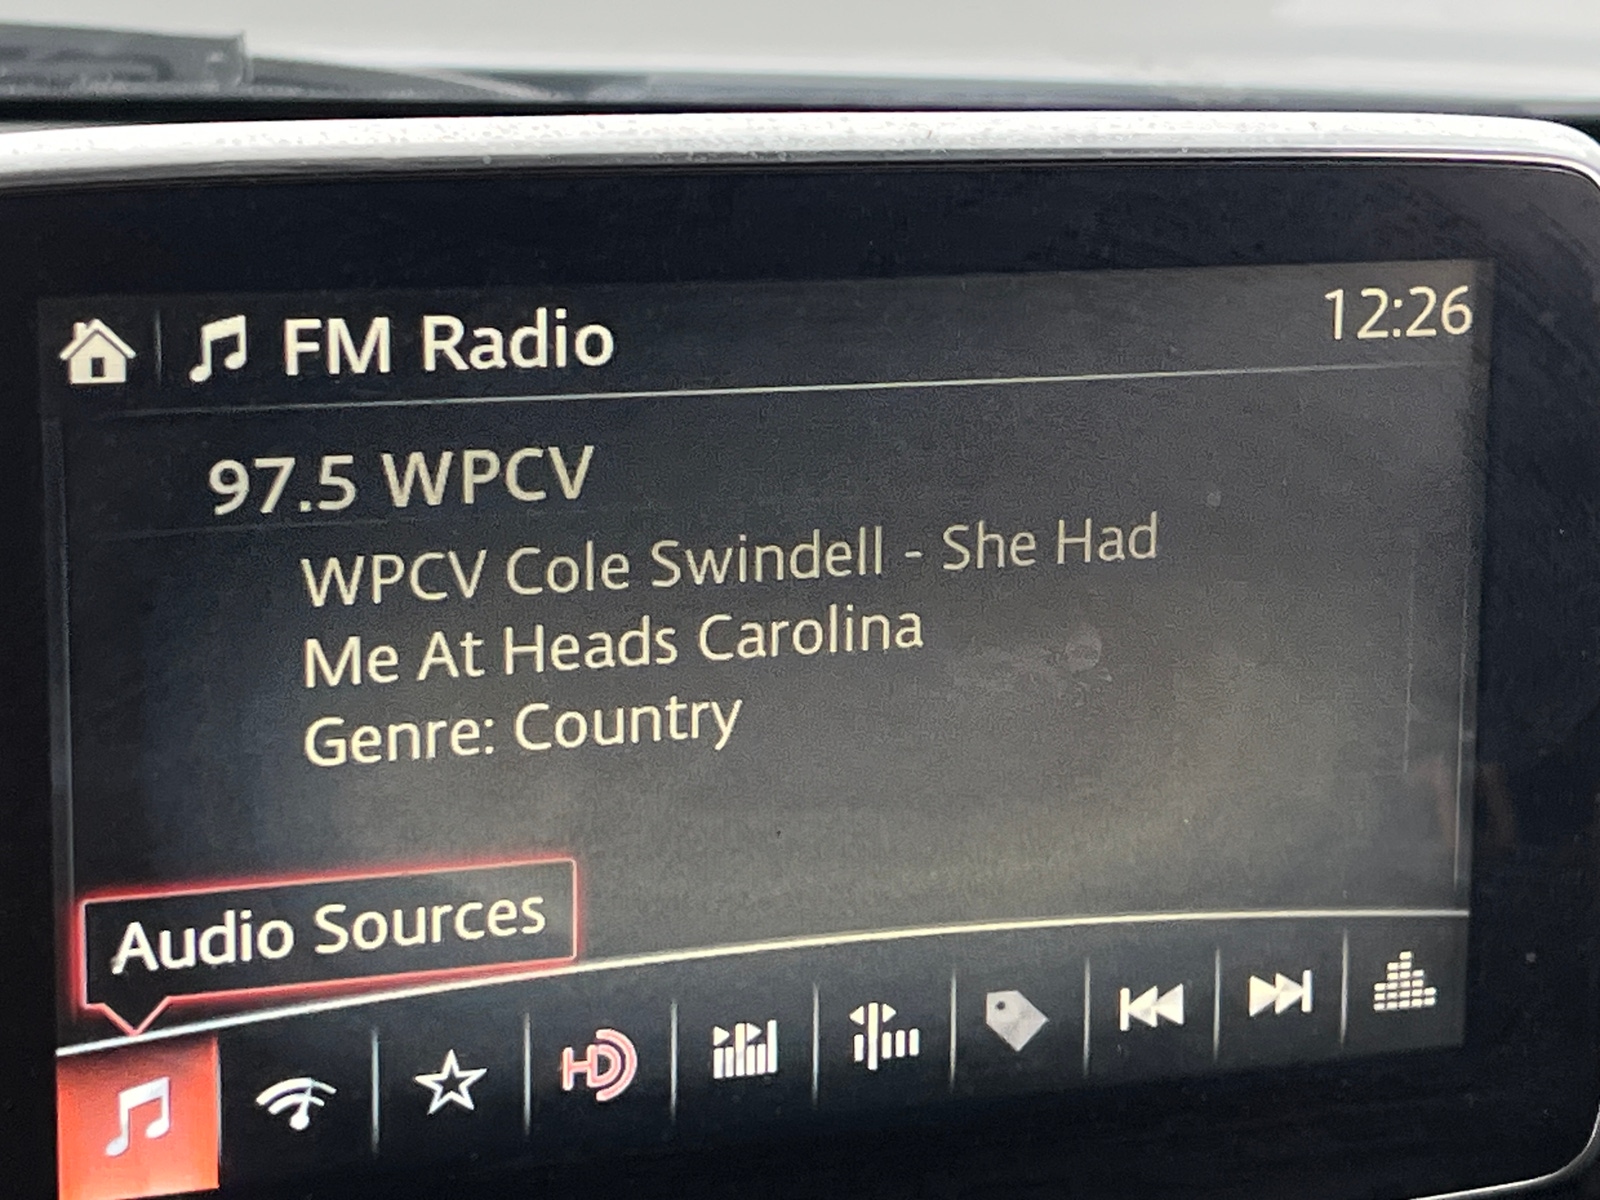 FM Radio
12:26
97.5 WPCV
WPCV Cole Swindell - She Had
Me At Heads Carolina
Genre: Country
Audio Sources
HD